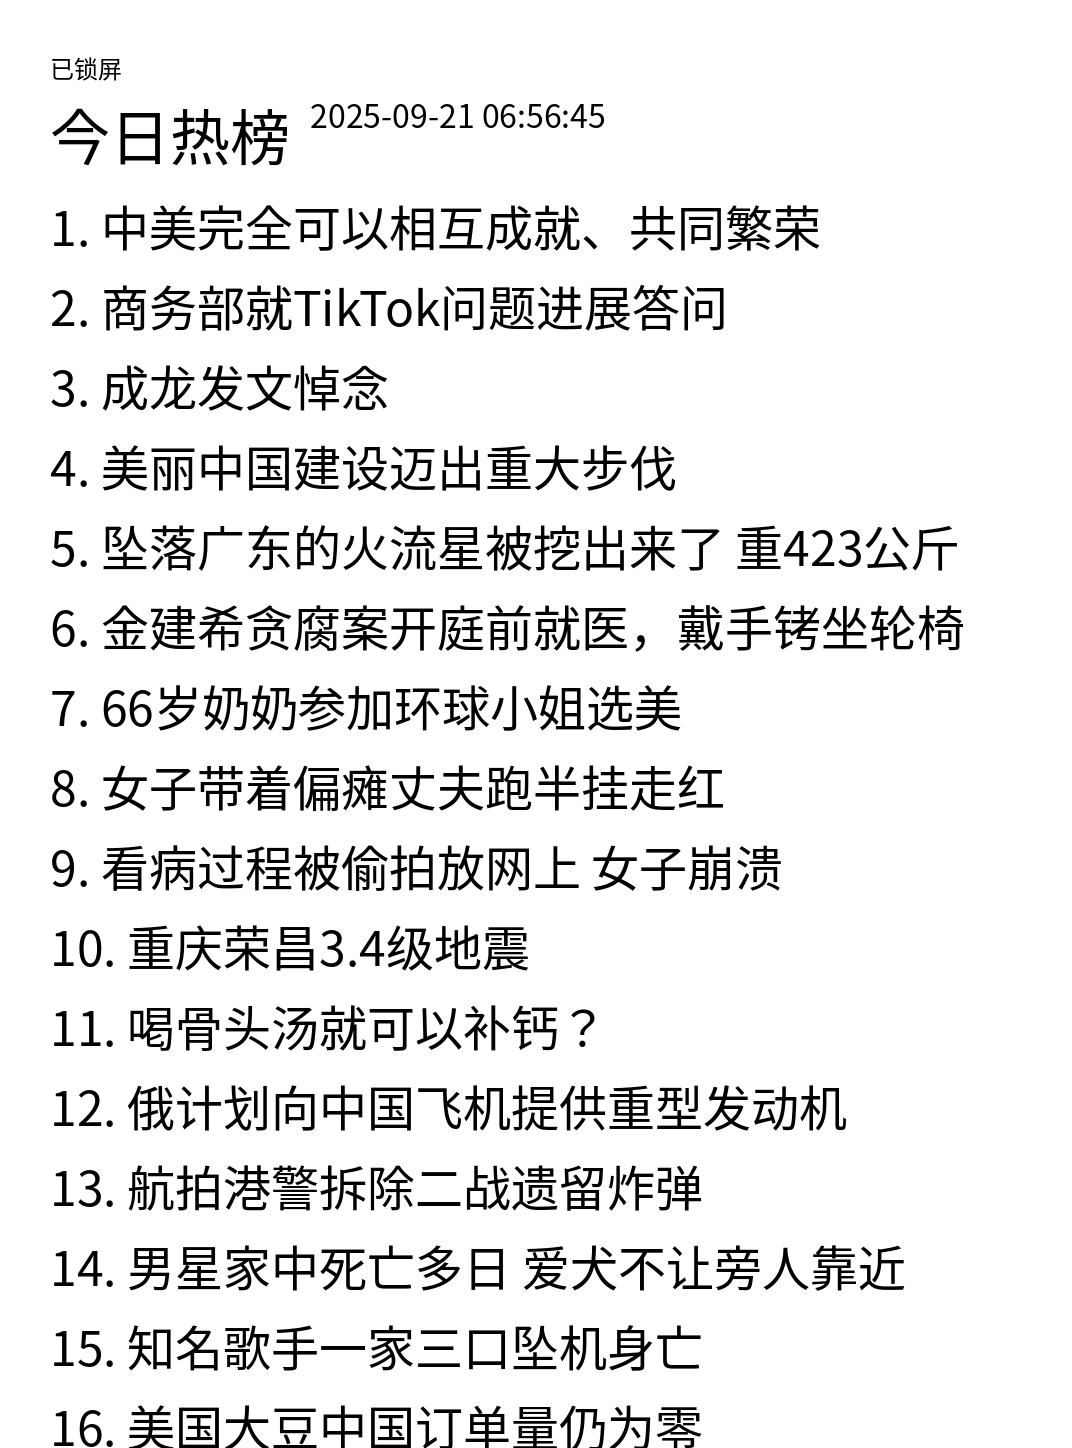 已锁屏
今日热榜 2025-09-21 06:56:45
1. 中美完全可以相互成就、共同繁荣
2. 商务部就TikTok问题进展答问
3. 成龙发文悼念
4. 美丽中国建设迈出重大步伐
5. 坠落广东的火流星被挖出来了 重423公斤
6. 金建希贪腐案开庭前就医，戴手铐坐轮椅
7. 66岁奶奶参加环球小姐选美
8. 女子带着偏瘫丈夫跑半挂走红
9. 看病过程被偷拍放网上 女子崩溃
10. 重庆荣昌3.4级地震
11. 喝骨头汤就可以补钙？
12. 俄计划向中国飞机提供重型发动机
13. 航拍港警拆除二战遗留炸弹
14. 男星家中死亡多日 爱犬不让旁人靠近
15. 知名歌手一家三口坠机身亡
16. 美国大豆中国订单量仍为零